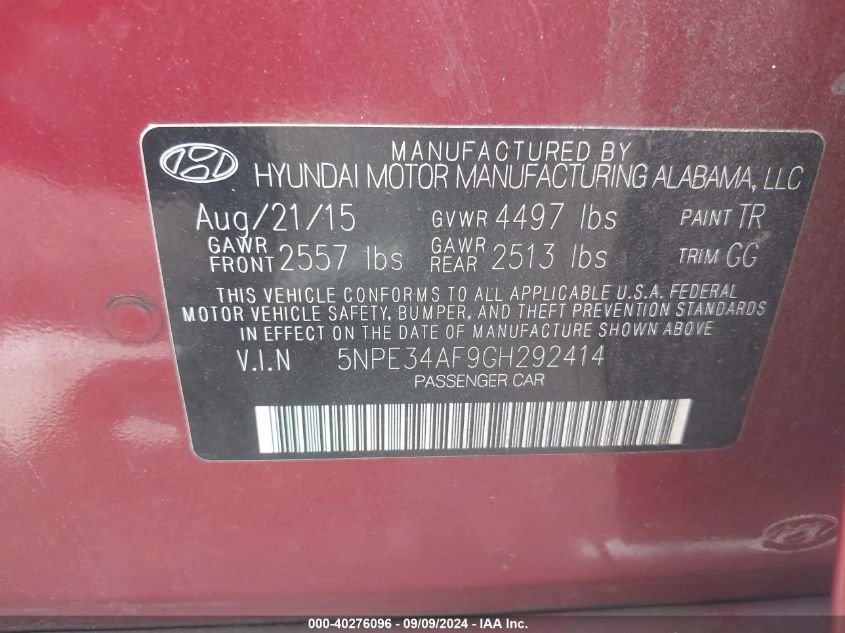 MANUFACTURED BY
HYUNDAI MOTOR MANUFACTURING ALABAMA, LLC
Aug/21/15 GVWR 4497 lbs PAINT TR
GAWR FRONT 2557 lbs GAWR REAR 2513 lbs TRIM GG
THIS VEHICLE CONFORMS TO ALL APPLICABLE U.S.A. FEDERAL
MOTOR VEHICLE SAFETY, BUMPER, AND THEFT PREVENTION STANDARDS
IN EFFECT ON THE DATE OF MANUFACTURE SHOWN ABOVE
V.I.N 5NPE34AF9GH292414
PASSENGER CAR
000-40276096 - 09/09/2024 - IAA Inc.